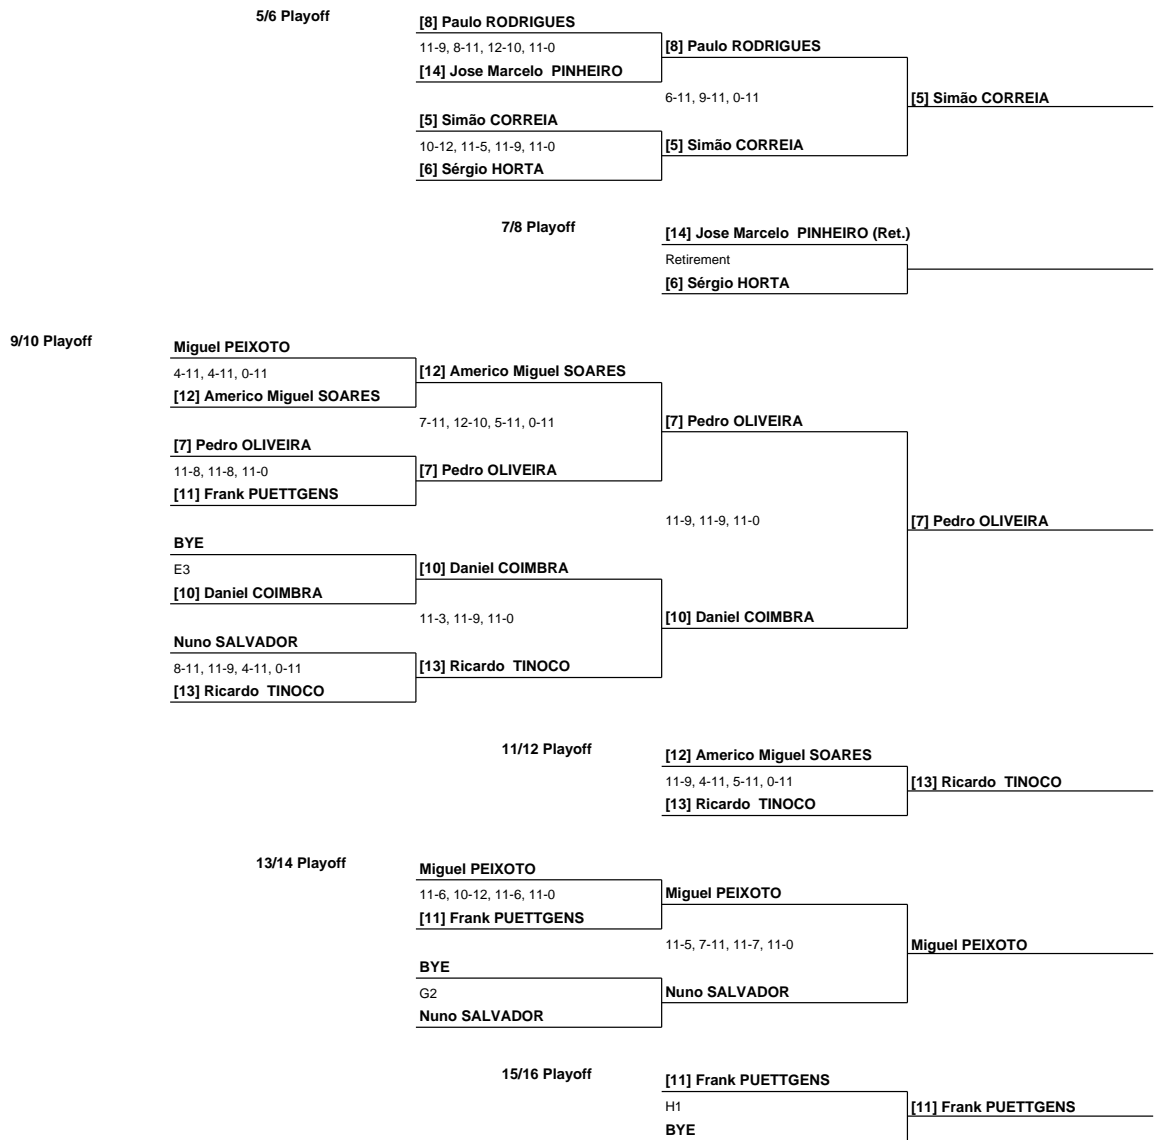 5/6 Playoff
[8] Paulo RODRIGUES
11-9, 8-11, 12-10, 11-0
[8] Paulo RODRIGUES
[14] Jose Marcelo  PINHEIRO
6-11, 9-11, 0-11
[5] Simão CORREIA
[5] Simão CORREIA
10-12, 11-5, 11-9, 11-0
[5] Simão CORREIA
[6] Sérgio HORTA
7/8 Playoff
[14] Jose Marcelo  PINHEIRO (Ret.)
Retirement
[6] Sérgio HORTA
9/10 Playoff
Miguel PEIXOTO
4-11, 4-11, 0-11
[12] Americo Miguel SOARES
[12] Americo Miguel SOARES
7-11, 12-10, 5-11, 0-11
[7] Pedro OLIVEIRA
[7] Pedro OLIVEIRA
11-8, 11-8, 11-0
[7] Pedro OLIVEIRA
[11] Frank PUETTGENS
11-9, 11-9, 11-0
[7] Pedro OLIVEIRA
BYE
E3
[10] Daniel COIMBRA
[10] Daniel COIMBRA
11-3, 11-9, 11-0
[10] Daniel COIMBRA
Nuno SALVADOR
8-11, 11-9, 4-11, 0-11
[13] Ricardo  TINOCO
[13] Ricardo  TINOCO
11/12 Playoff
[12] Americo Miguel SOARES
11-9, 4-11, 5-11, 0-11
[13] Ricardo  TINOCO
[13] Ricardo  TINOCO
13/14 Playoff
Miguel PEIXOTO
11-6, 10-12, 11-6, 11-0
Miguel PEIXOTO
[11] Frank PUETTGENS
11-5, 7-11, 11-7, 11-0
Miguel PEIXOTO
BYE
G2
Nuno SALVADOR
Nuno SALVADOR
15/16 Playoff
[11] Frank PUETTGENS
H1
[11] Frank PUETTGENS
BYE